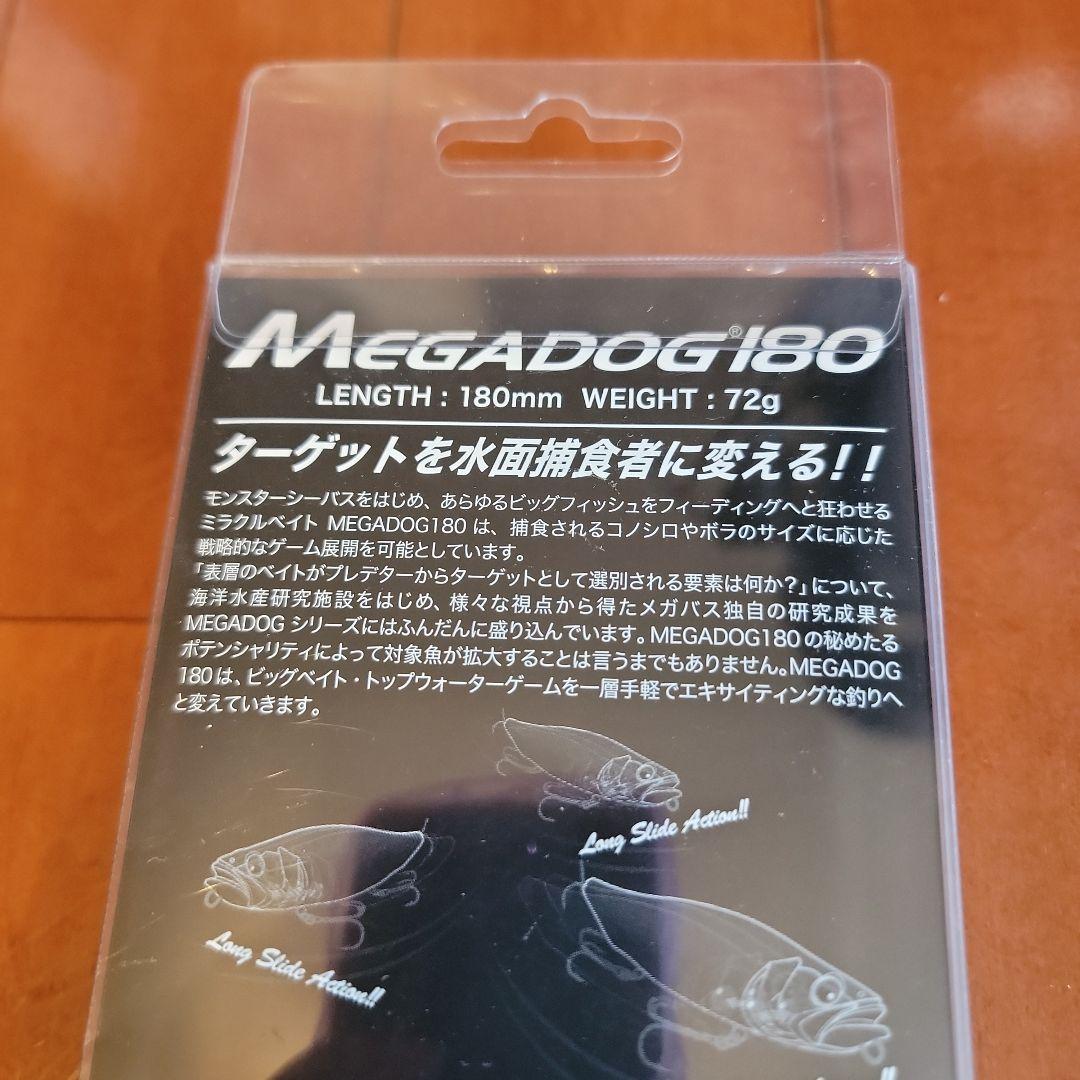 MEGADOG®180
LENGTH : 180mm WEIGHT : 72g
ターゲットを水面捕食者に変える!!
モンスターシーバスをはじめ、あらゆるビッグフィッシュをフィーディングへと狂わせる
ミラクルベイト MEGADOG180 は、捕食されるコノシロやボラのサイズに応じた
戦略的なゲーム展開を可能としています。
「表層のベイトがプレデターからターゲットとして選別される要素は何か?」について、
海洋水産研究施設をはじめ、様々な視点から得たメガバス独自の研究成果を
MEGADOG シリーズにはふんだんに盛り込んでいます。MEGADOG180 の秘めたる
ポテンシャリティによって対象魚が拡大することは言うまでもありません。MEGADOG
180 は、ビッグベイト・トップウォーターゲームを一層手軽でエキサイティングな釣りへ
と変えていきます。
Long Slide Action!!
Long Slide Action!!